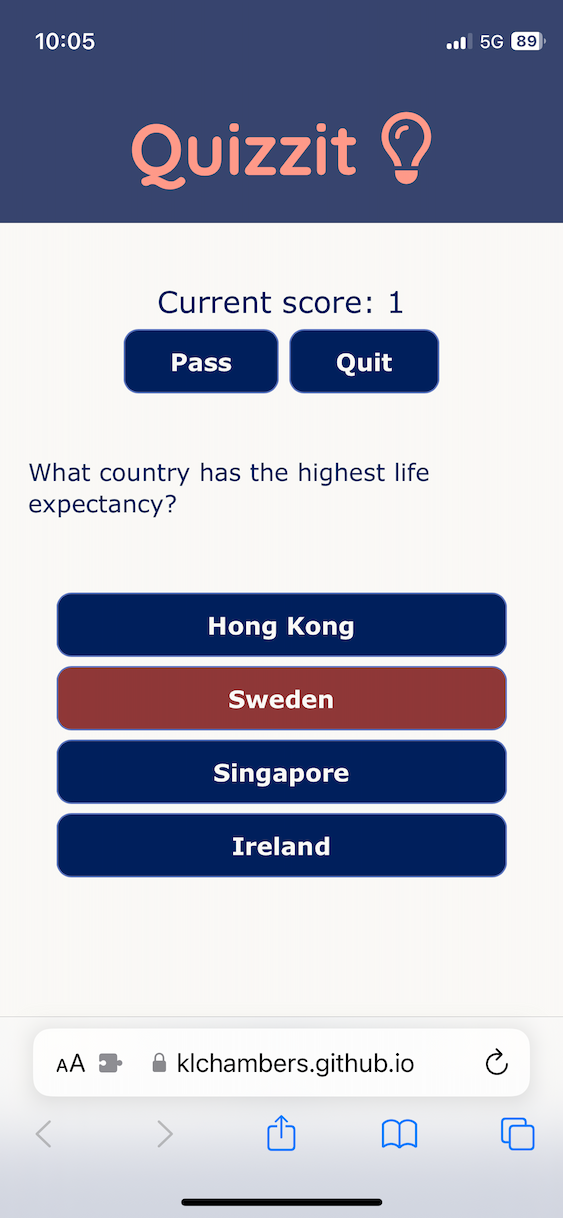 10:05
5G
89
Quizzit
Current score: 1
Pass
Quit
What country has the highest life
expectancy?
Hong Kong
Sweden
Singapore
Ireland
AA
klchambers.github.io